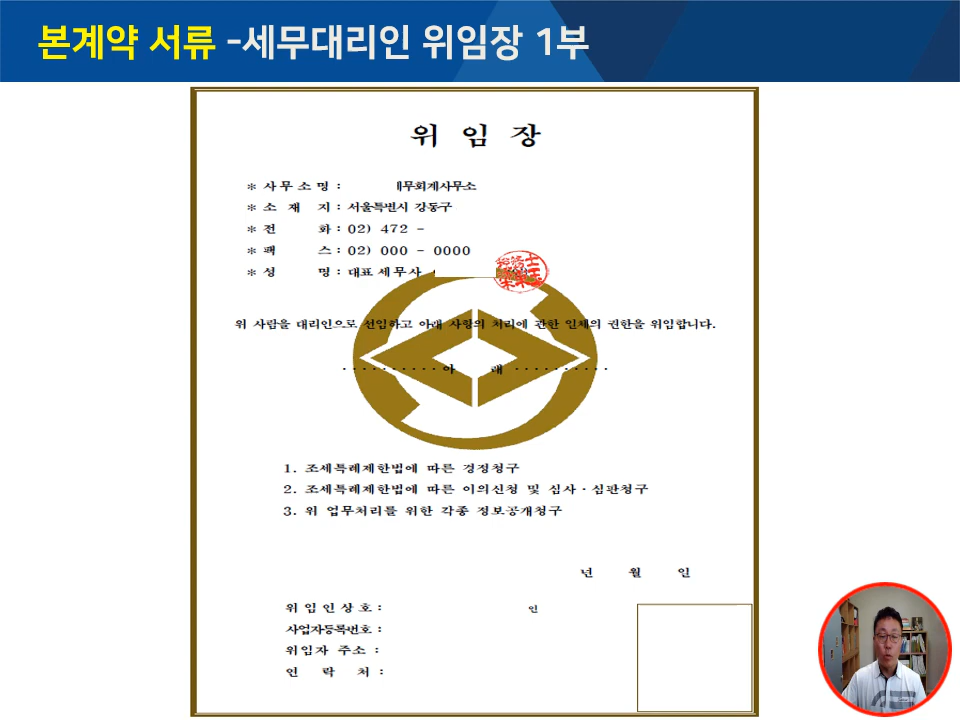 본계약 서류 -세무대리인 위임장 1부
위 임 장
* 사 무 소 명 : 세무회계사무소
* 소 재 지 : 서울특별시 강동구
* 전 화 : 02) 472 -
* 팩 스 : 02) 000 - 0000
* 성 명 : 대표 세무사
위 사람을 대리인으로 선임하고 아래 사항의 처리에 관한 일체의 권한을 위임합니다.
··········아 래··········
1. 조세특례제한법에 따른 경정청구
2. 조세특례제한법에 따른 이의신청 및 심사·심판청구
3. 위 업무처리를 위한 각종 정보공개청구
년 월 일
위 임 인 상 호 : 인
사업자등록번호 :
위임자 주소 :
연 락 처 :